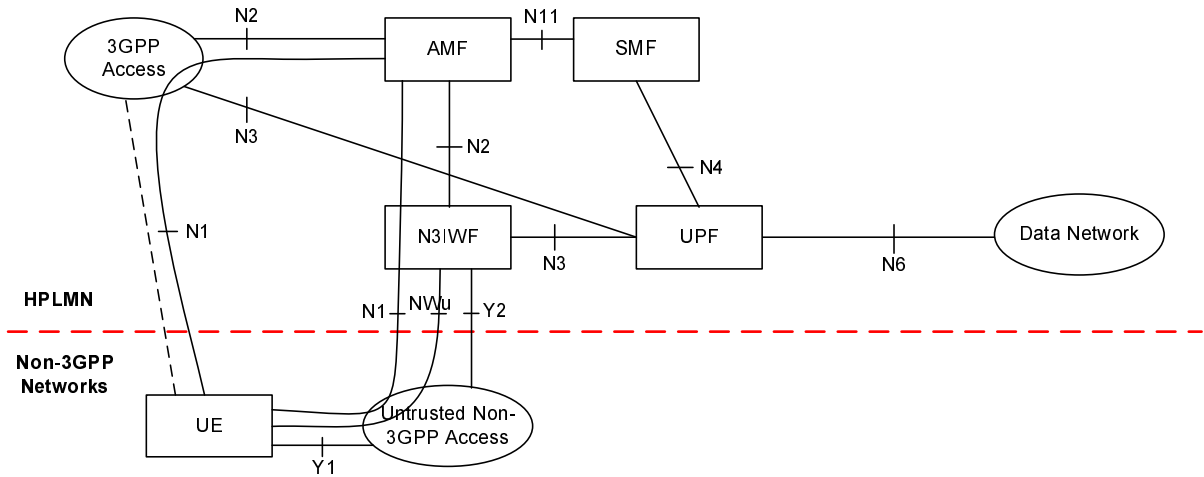 N2
N11
3GPP
Access
AMF
SMF
N3
N2
N4
N1
N3IWF
UPF
Data Network
N3
N6
HPLMN
N1
NWu
Y2
Non-3GPP
Networks
UE
Untrusted Non-
3GPP Access
Y1